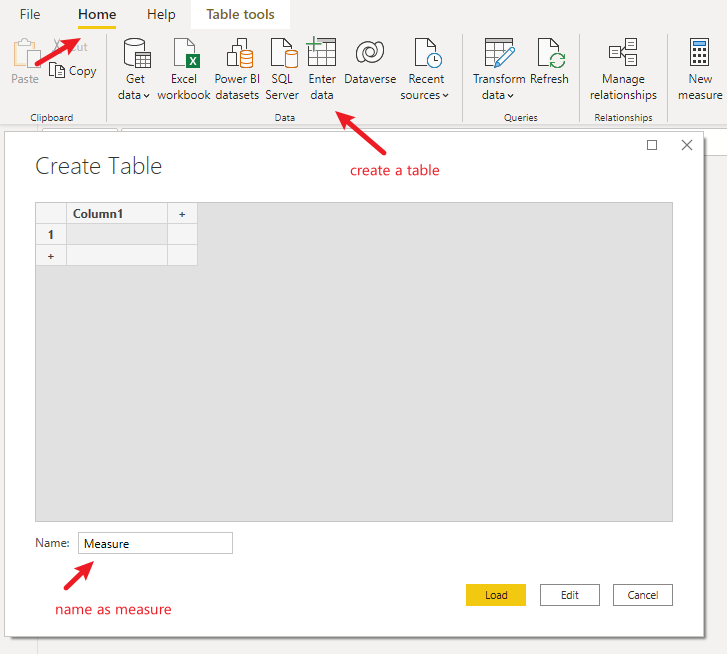 File Home Help Table tools
Cut
Paste Copy
Get data Excel workbook Power BI datasets SQL Server Enter data Dataverse Recent sources Transform data Refresh Manage relationships New measure
Clipboard Data Queries Relationships
create a table
Create Table
Column1 +
1
+
Name: Measure
name as measure
Load Edit Cancel